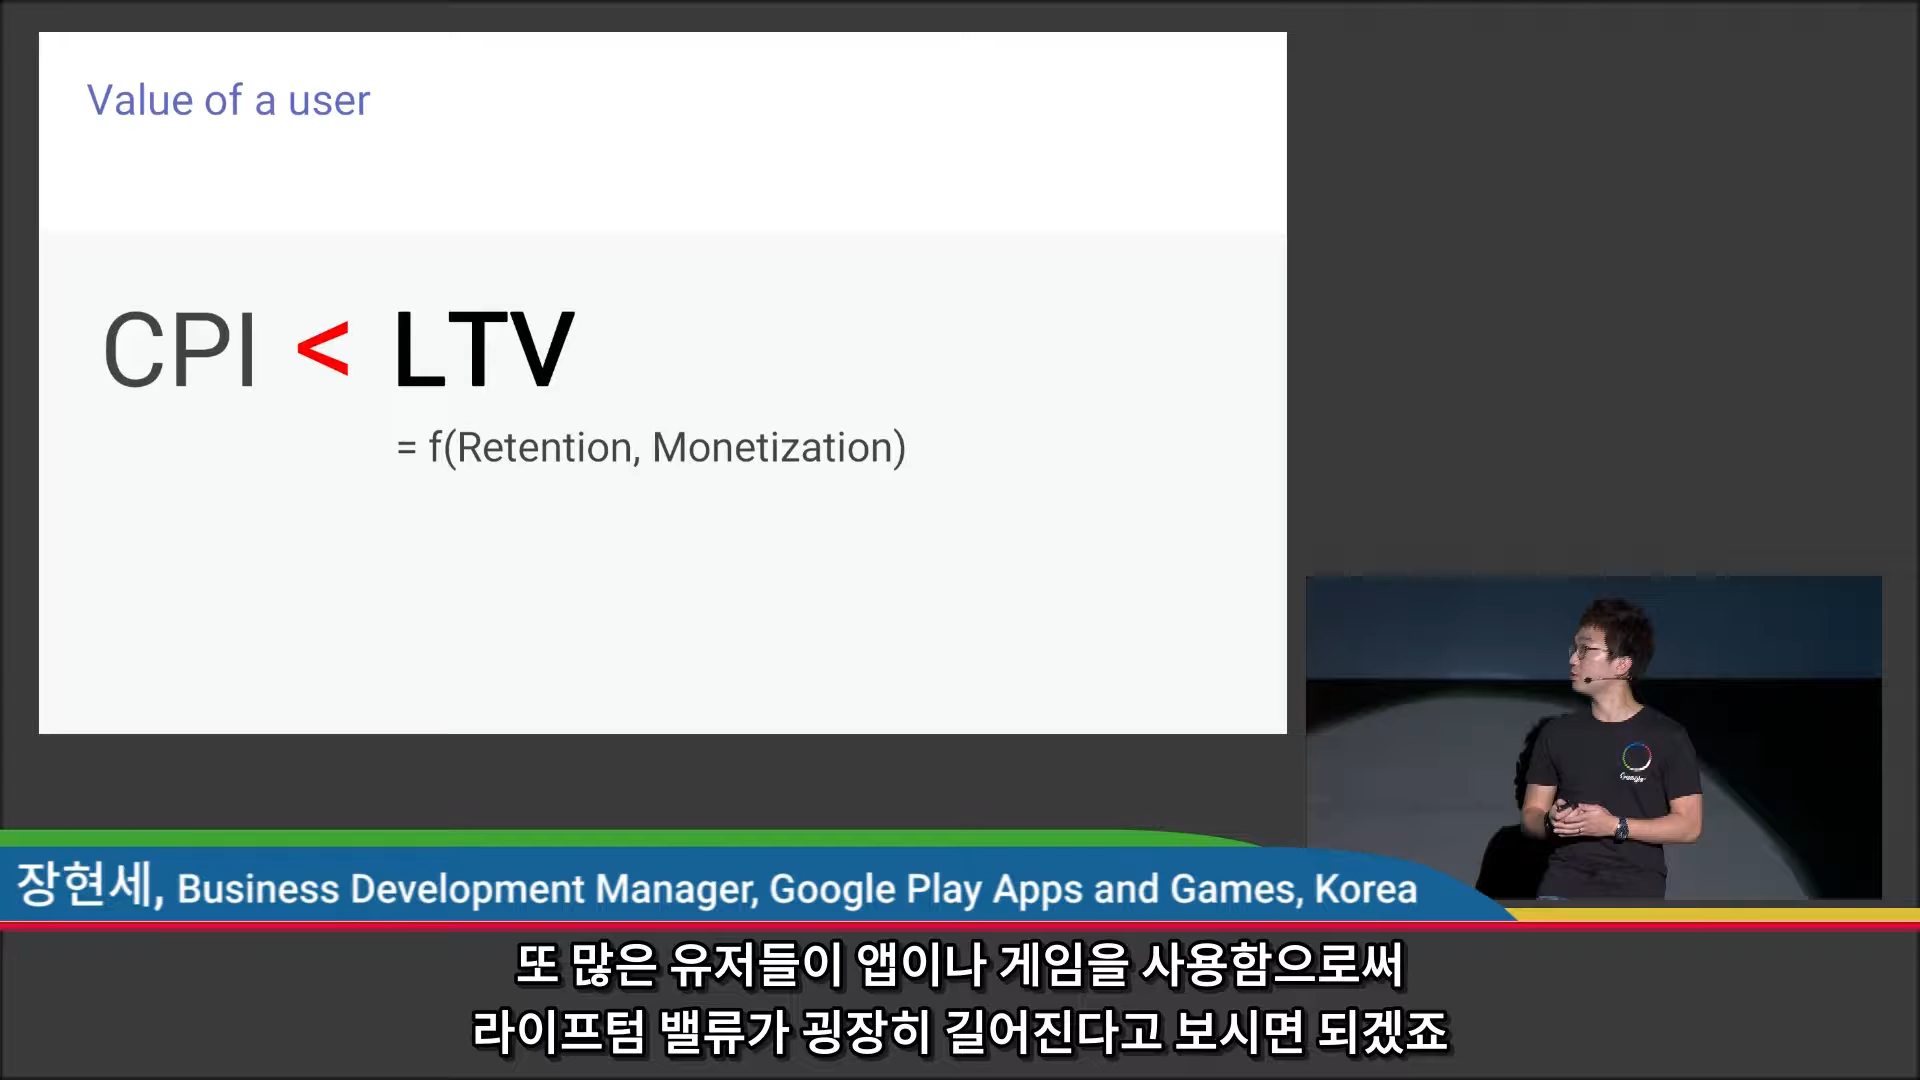 Value of a user
CPI < LTV
= f(Retention, Monetization)
Google
장현세, Business Development Manager, Google Play Apps and Games, Korea
또 많은 유저들이 앱이나 게임을 사용함으로써
라이프텀 밸류가 굉장히 길어진다고 보시면 되겠죠